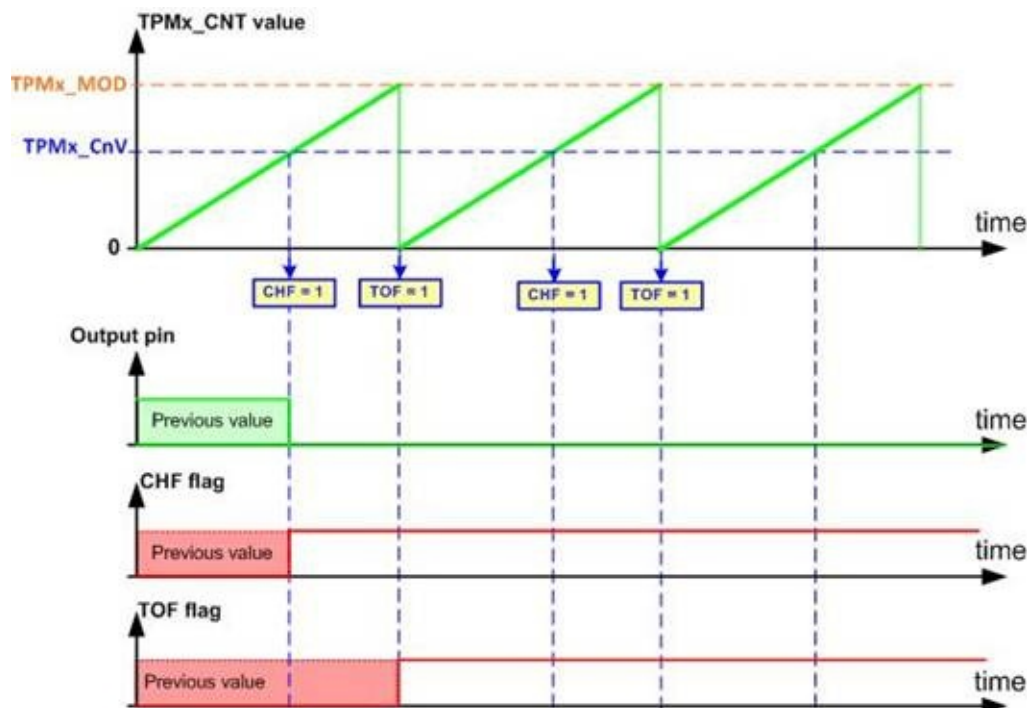 TPMx_CNT value
TPMx_MOD
TPMx_CnV
0
time
CHF = 1
TOF = 1
CHF = 1
TOF = 1
Output pin
Previous value
time
CHF flag
Previous value
time
TOF flag
Previous value
time